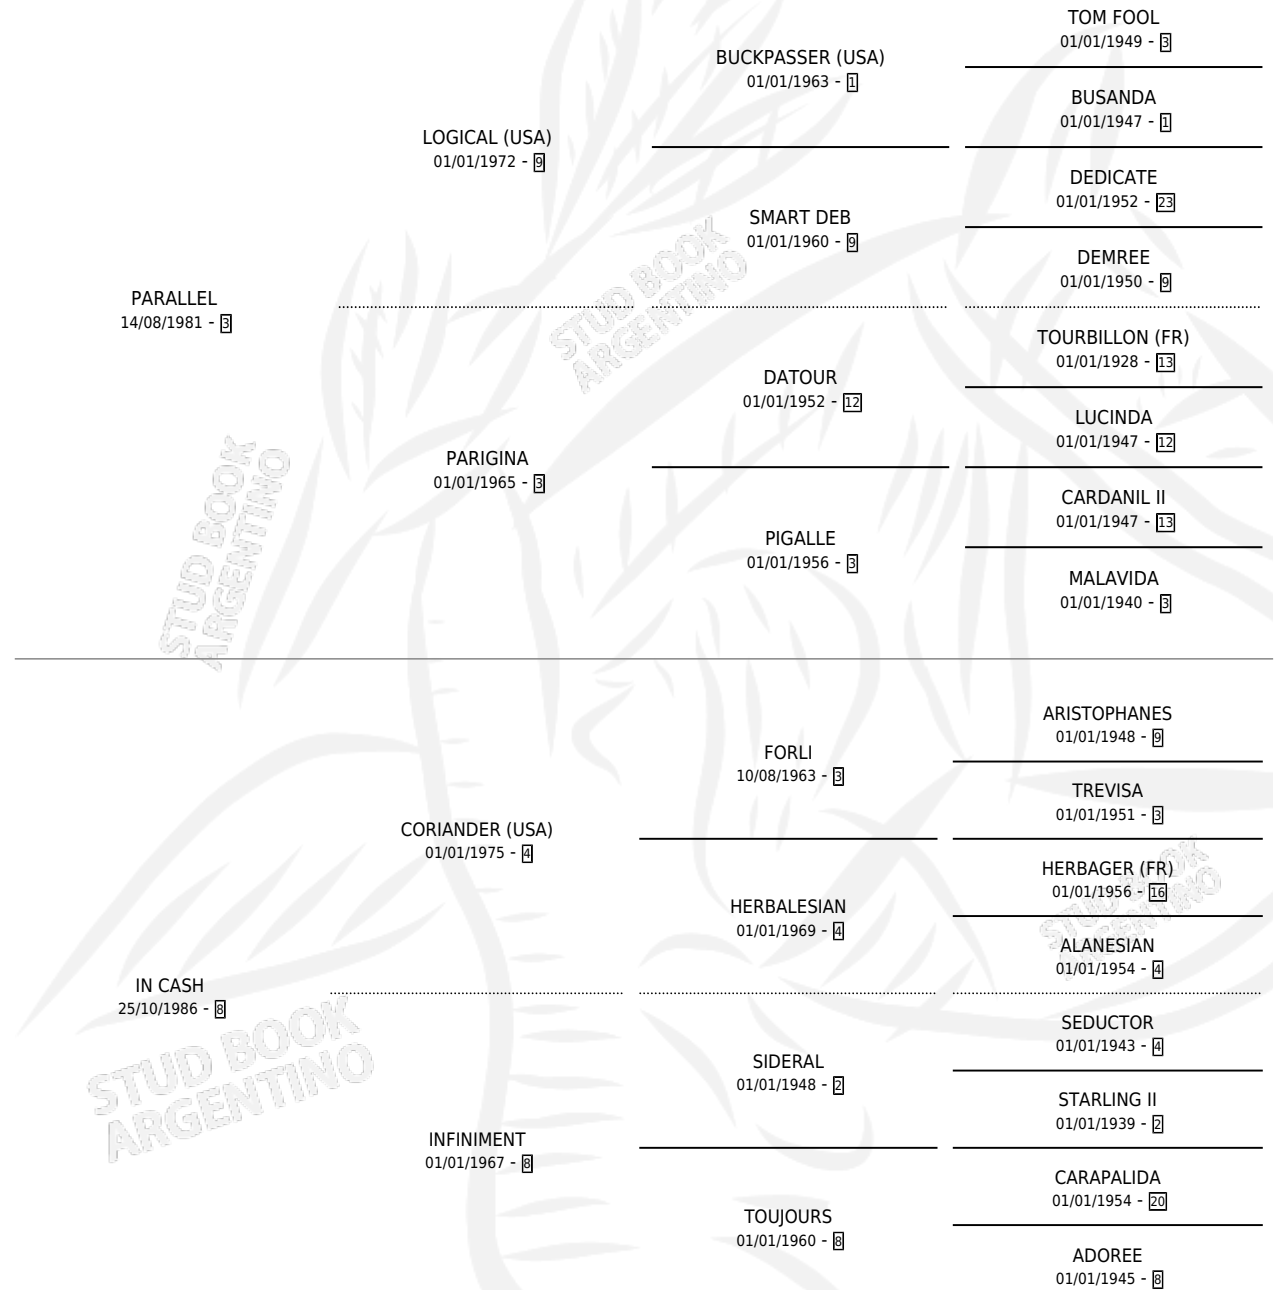 TOM FOOL
01/01/1949 - 3
BUCKPASSER (USA)
01/01/1963 - 1
BUSANDA
01/01/1947 - 1
LOGICAL (USA)
01/01/1972 - 9
DEDICATE
01/01/1952 - 23
SMART DEB
01/01/1960 - 9
DEMREE
01/01/1950 - 9
PARALLEL
14/08/1981 - 3
TOURBILLON (FR)
01/01/1928 - 13
DATOUR
01/01/1952 - 12
LUCINDA
01/01/1947 - 12
PARIGINA
01/01/1965 - 3
CARDANIL II
01/01/1947 - 13
PIGALLE
01/01/1956 - 3
MALAVIDA
01/01/1940 - 3
ARISTOPHANES
01/01/1948 - 9
FORLI
10/08/1963 - 3
TREVISA
01/01/1951 - 3
CORIANDER (USA)
01/01/1975 - 4
HERBAGER (FR)
01/01/1956 - 16
HERBALESIAN
01/01/1969 - 4
ALANESIAN
01/01/1954 - 4
IN CASH
25/10/1986 - 8
SEDUCTOR
01/01/1943 - 4
SIDERAL
01/01/1948 - 2
STARLING II
01/01/1939 - 2
INFINIMENT
01/01/1967 - 8
CARAPALIDA
01/01/1954 - 20
TOUJOURS
01/01/1960 - 8
ADOREE
01/01/1945 - 8
STUD BOOK
ARGENTINO
STUD BOOK
ARGENTINO
STUD BOOK
ARGENTINO
STUD BOOK
ARGENTINO